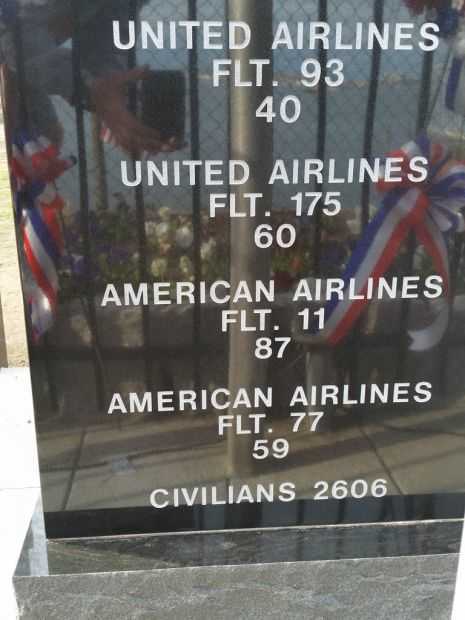 UNITED AIRLINES
FLT. 93
40
UNITED AIRLINES
FLT. 175
60
AMERICAN AIRLINES
FLT. 11
87
AMERICAN AIRLINES
FLT. 77
59
CIVILIANS 2606